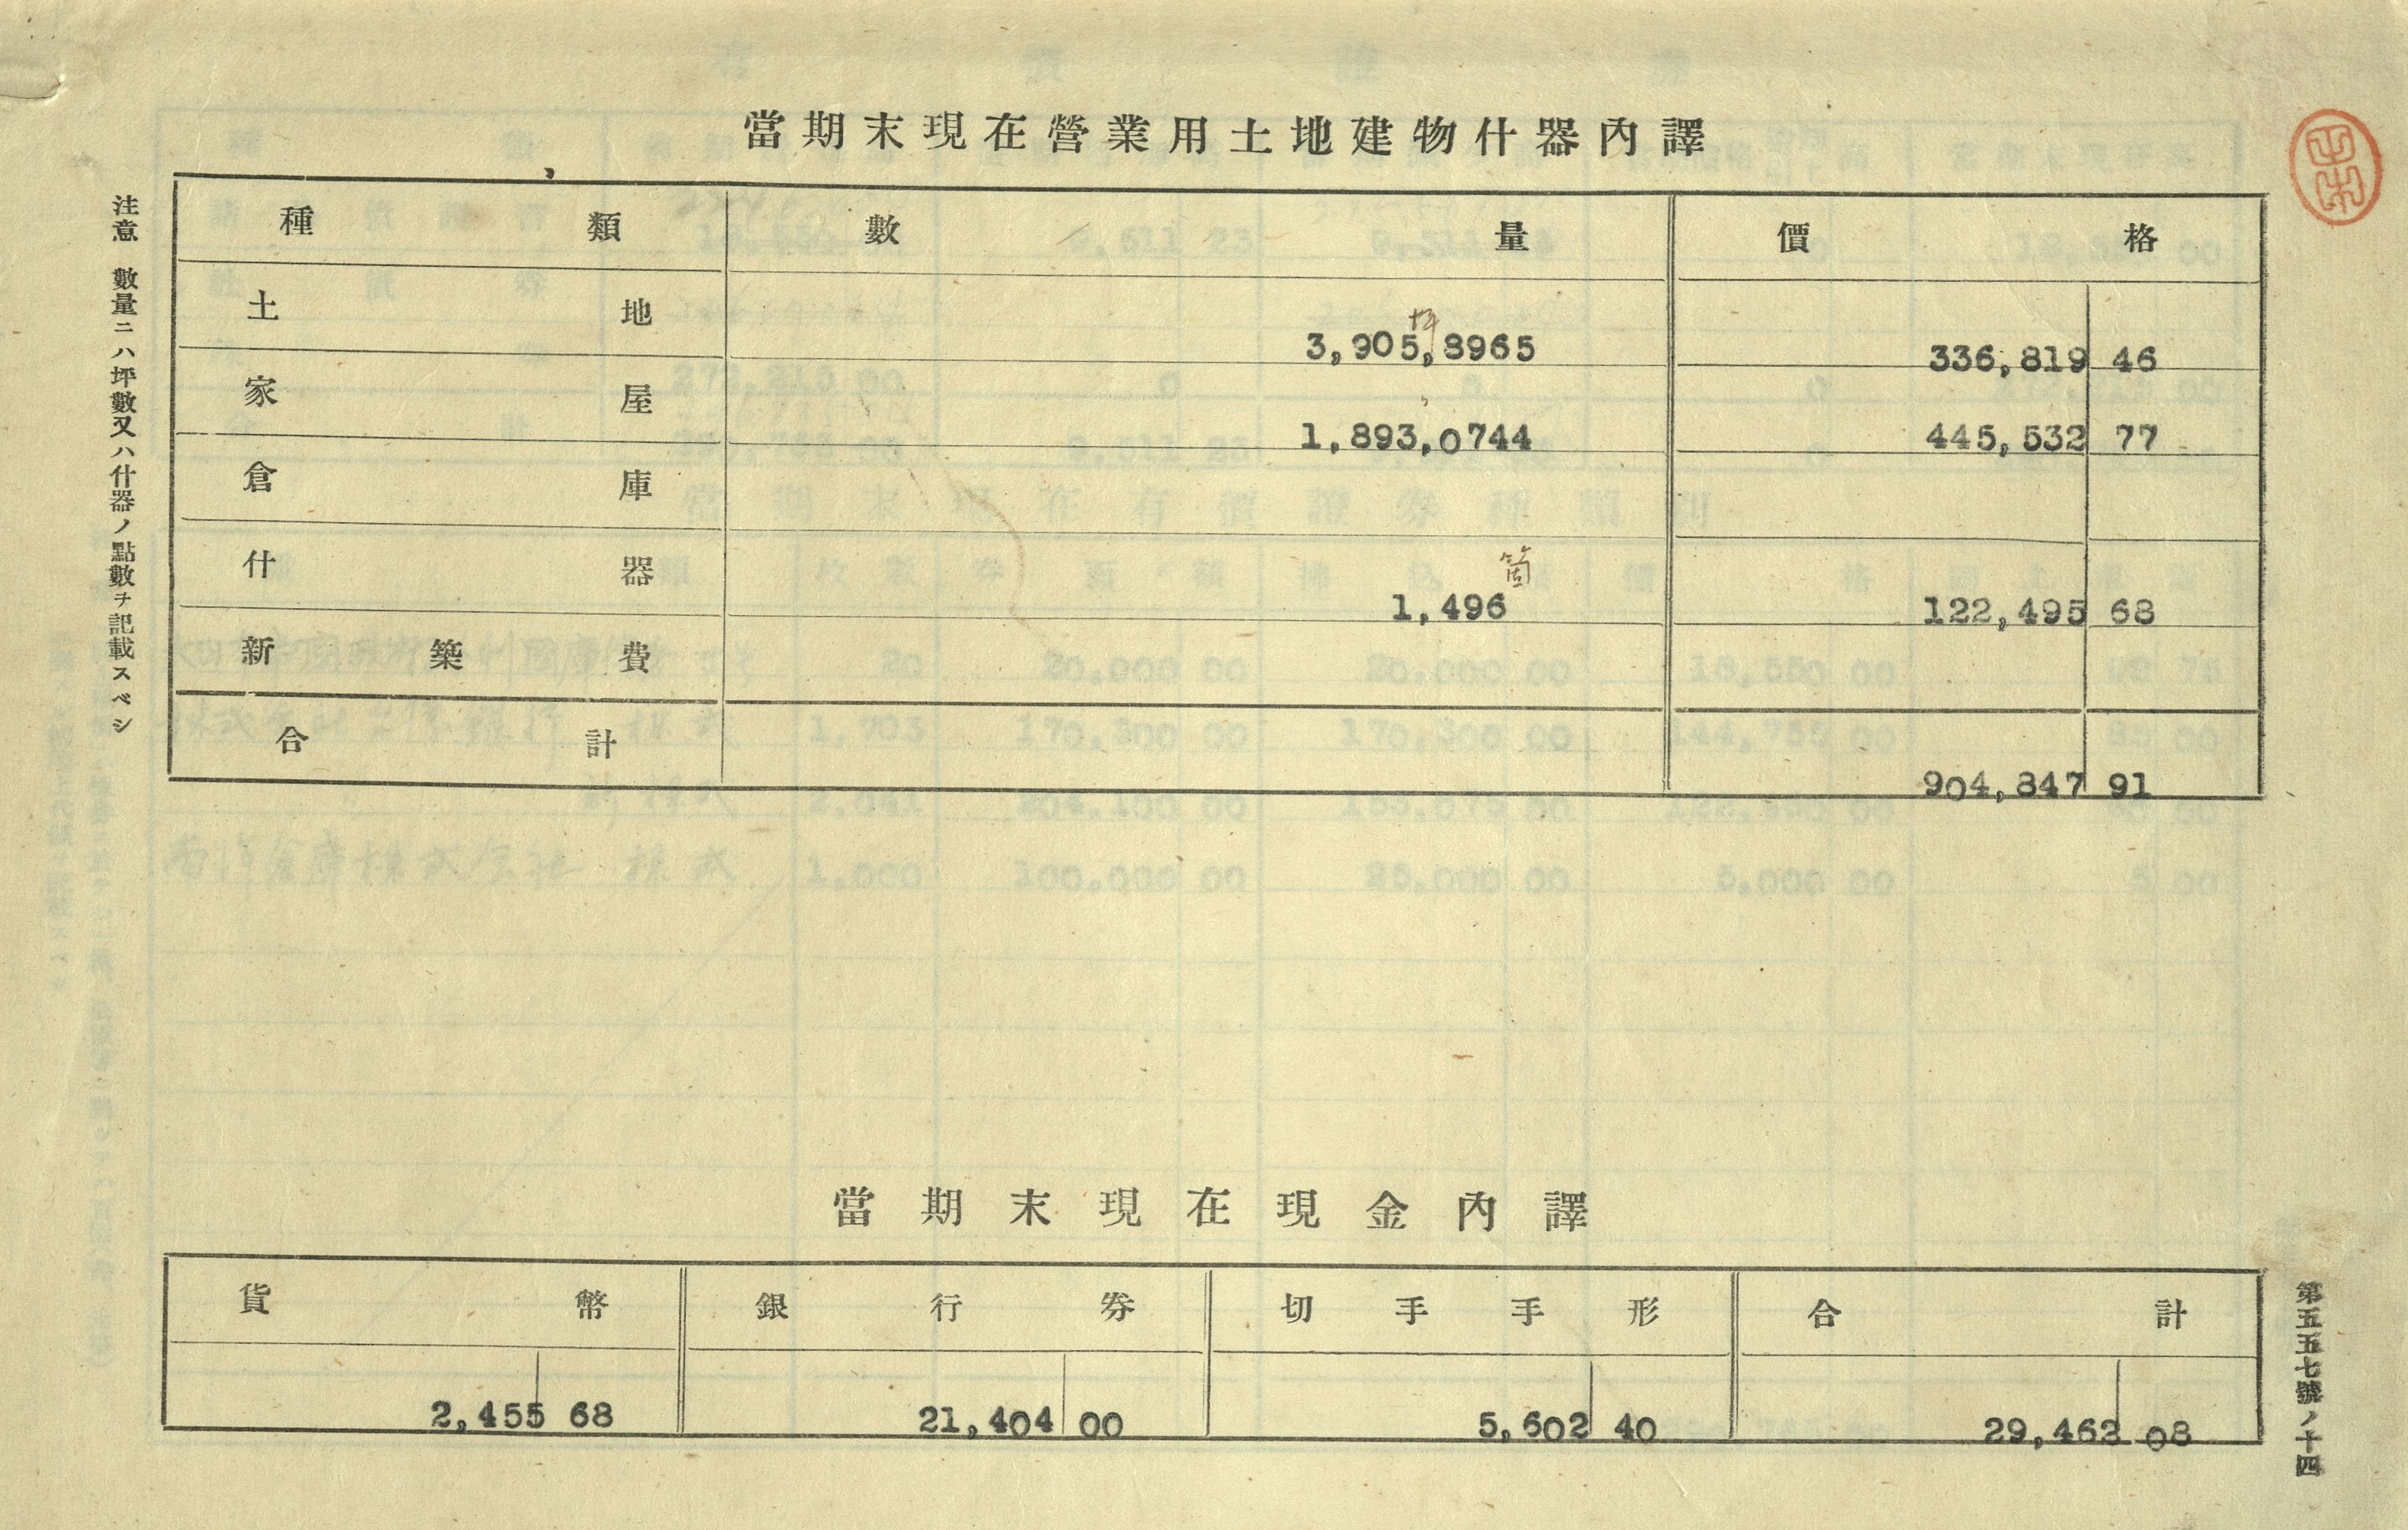 當期末現在營業用土地建物什器內譯
種類 數量 價格
土地 3,905坪,8965 336,819 46
家屋 1,893,0744 445,532 77
倉庫
什器 1,496箇 122,495 68
新築費
合計 904,847 91
注意 數量ニハ坪數又ハ什器ノ點數ヲ記載スベシ
當期末現在現金內譯
貨幣 銀行券 切手手形 合計
2,455 68 21,404 00 5,602 40 29,462 08
第五五七號ノ十四